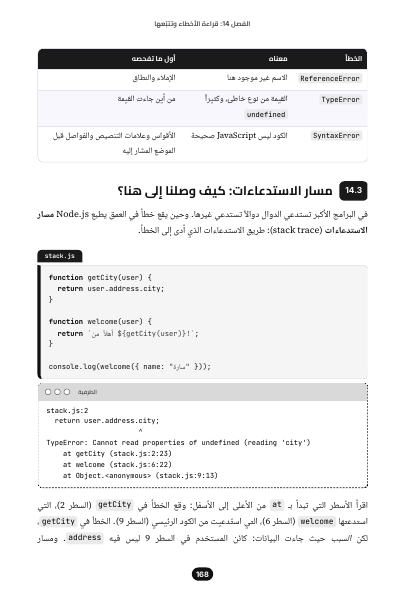 الفصل 14: قراءة الأخطاء وتتبّعها
الخطأ معناه أول ما تفحصه
ReferenceError الاسم غير موجود هنا الإملاء والنطاق
TypeError القيمة من نوع خاطئ، وكثيراً من أين جاءت القيمة
undefined
SyntaxError الكود ليس JavaScript صحيحة الأقواس وعلامات التنصيص والفواصل قبل
الموضع المشار إليه
14.3 مسار الاستدعاءات: كيف وصلنا إلى هنا؟
في البرامج الأكبر تستدعي الدوال دوالاً تستدعي غيرها. وحين يقع خطأ في العمق يطبع Node.js مسار
الاستدعاءات (stack trace): طريق الاستدعاءات الذي أدى إلى الخطأ.
stack.js
function getCity(user) {
return user.address.city;
}
function welcome(user) {
return `أهلاً من ${getCity(user)}!`;
}
console.log(welcome({ name: "سارة" }));
الطرفية
stack.js:2
return user.address.city;
^
TypeError: Cannot read properties of undefined (reading 'city')
at getCity (stack.js:2:23)
at welcome (stack.js:6:22)
at Object.<anonymous> (stack.js:9:13)
اقرأ الأسطر التي تبدأ بـ at من الأعلى إلى الأسفل: وقع الخطأ في getCity (السطر 2)، التي
استدعتها welcome (السطر 6)، التي استُدعيت من الكود الرئيسي (السطر 9). الخطأ في getCity،
لكن السبب حيث جاءت البيانات: كائن المستخدم في السطر 9 ليس فيه address. ومسار
168